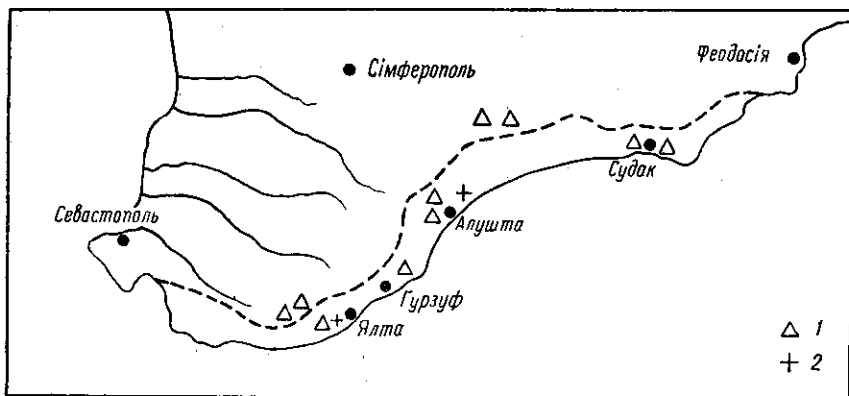 Феодосія
Сімферополь
Судак
Севастополь
Алушта
Гурзуф
Ялта
1
2